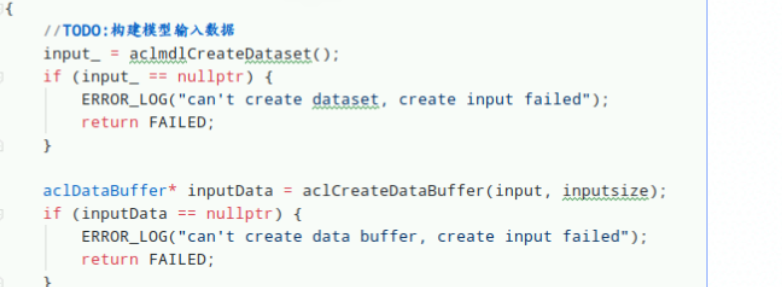 {
//TODO:构建模型输入数据
input_ = aclmdlCreateDataset();
if (input_ == nullptr) {
ERROR_LOG("can't create dataset, create input failed");
return FAILED;
}
aclDataBuffer* inputData = aclCreateDataBuffer(input, inputsize);
if (inputData == nullptr) {
ERROR_LOG("can't create data buffer, create input failed");
return FAILED;
}